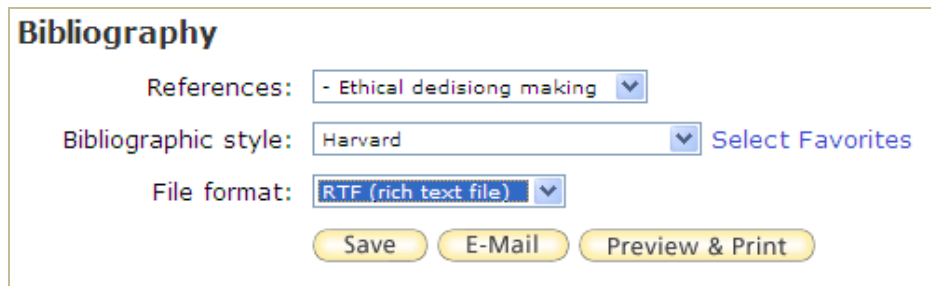 Bibliography
References: - Ethical dedisiong making
Bibliographic style: Harvard Select Favorites
File format: RTF (rich text file)
Save E-Mail Preview & Print